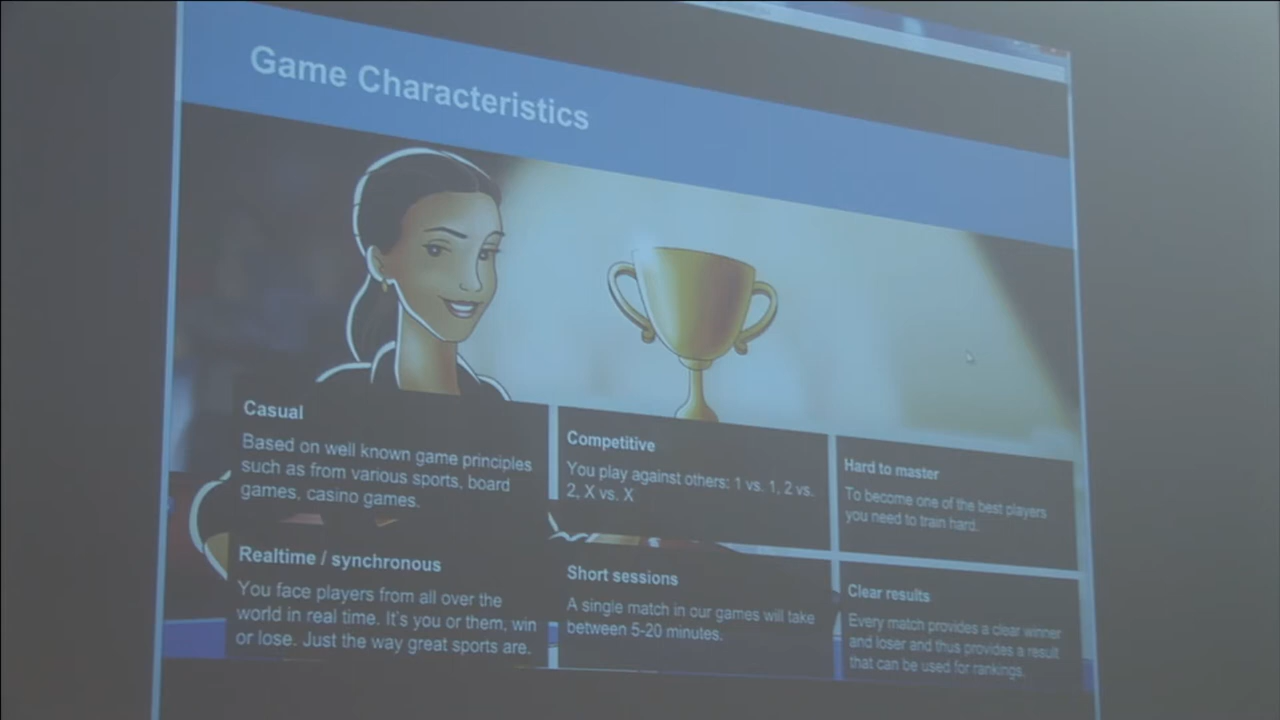 Game Characteristics
Casual
Based on well known game principles
such as from various sports, board
games, casino games.
Competitive
You play against others: 1 vs. 1, 2 vs.
2, X vs. X
Hard to master
To become one of the best players
you need to train hard.
Realtime / synchronous
You face players from all over the
world in real time. It's you or them, win
or lose. Just the way great sports are.
Short sessions
A single match in our games will take
between 5-20 minutes.
Clear results
Every match provides a clear winner
and loser and thus provides a result
that can be used for rankings.